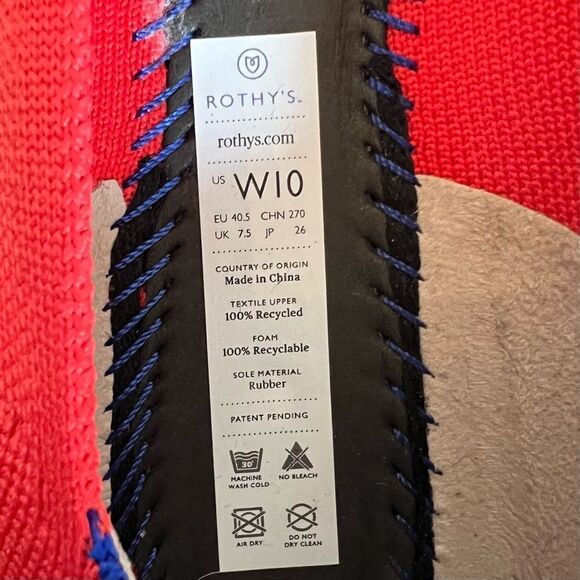 ROTHY'S
rothys.com
US W10
EU 40.5 CHN 270
UK 7.5 JP 26
COUNTRY OF ORIGIN
Made in China
TEXTILE UPPER
100% Recycled
FOAM
100% Recyclable
SOLE MATERIAL
Rubber
PATENT PENDING
30°
MACHINE WASH COLD
NO BLEACH
AIR DRY
DO NOT DRY CLEAN